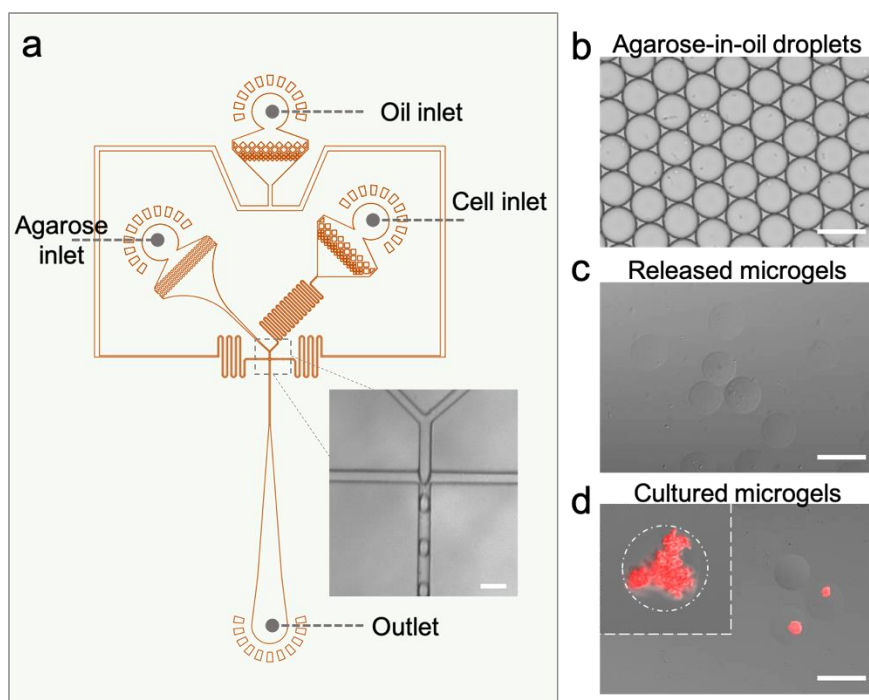 a
Oil inlet
Cell inlet
Agarose
inlet
Outlet
b
Agarose-in-oil droplets
c
Released microgels
d
Cultured microgels